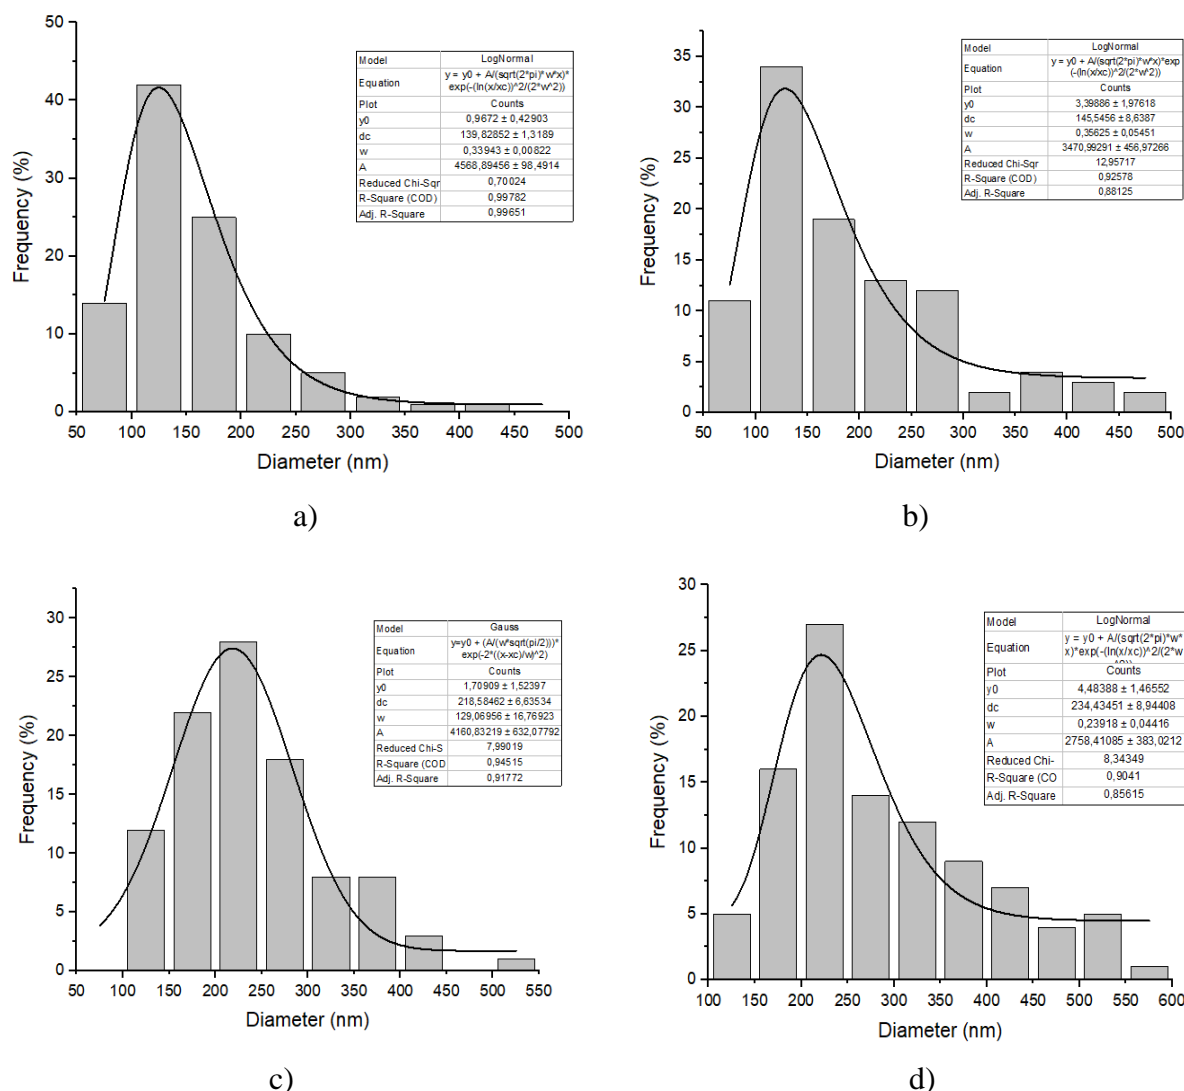 50
40
30
20
10
0
50 100 150 200 250 300 350 400 450 500
Frequency (%)
Diameter (nm)
Model LogNormal
Equation y = y0 + A/(sqrt(2*pi)*w*x)*
exp(-(ln(x/xc))^2/(2*w^2))
Plot Counts
y0 0,9672 ± 0,42903
dc 139,82852 ± 1,3189
w 0,33943 ± 0,00822
A 4568,89456 ± 98,4914
Reduced Chi-Sqr 0,70024
R-Square (COD) 0,99782
Adj. R-Square 0,99651
a)
35
30
25
20
15
10
5
0
50 100 150 200 250 300 350 400 450 500
Frequency (%)
Diameter (nm)
Model LogNormal
Equation y = y0 + A/(sqrt(2*pi)*w*x)*exp
(-(ln(x/xc))^2/(2*w^2))
Plot Counts
y0 3,39886 ± 1,97618
dc 145,5456 ± 8,6387
w 0,35625 ± 0,05451
A 3470,99291 ± 456,97266
Reduced Chi-Sqr 12,95717
R-Square (COD) 0,92578
Adj. R-Square 0,88125
b)
30
25
20
15
10
5
0
50 100 150 200 250 300 350 400 450 500 550
Frequency (%)
Diameter (nm)
Model Gauss
Equation y=y0 + (A/(w*sqrt(pi/2)))*
exp(-2*((x-xc)/w)^2)
Plot Counts
y0 1,70909 ± 1,52397
dc 218,58462 ± 6,63534
w 129,06956 ± 16,76923
A 4160,83219 ± 632,07792
Reduced Chi-S 7,99019
R-Square (COD 0,94515
Adj. R-Square 0,91772
c)
30
25
20
15
10
5
0
100 150 200 250 300 350 400 450 500 550 600
Frequency (%)
Diameter (nm)
Model LogNormal
Equation y = y0 + A/(sqrt(2*pi)*w*
x)*exp(-(ln(x/xc))^2/(2*w
Plot Counts
y0 4,48388 ± 1,46552
dc 234,43451 ± 8,94408
w 0,23918 ± 0,04416
A 2758,41085 ± 383,0212
Reduced Chi- 8,34349
R-Square (CO 0,9041
Adj. R-Square 0,85615
d)